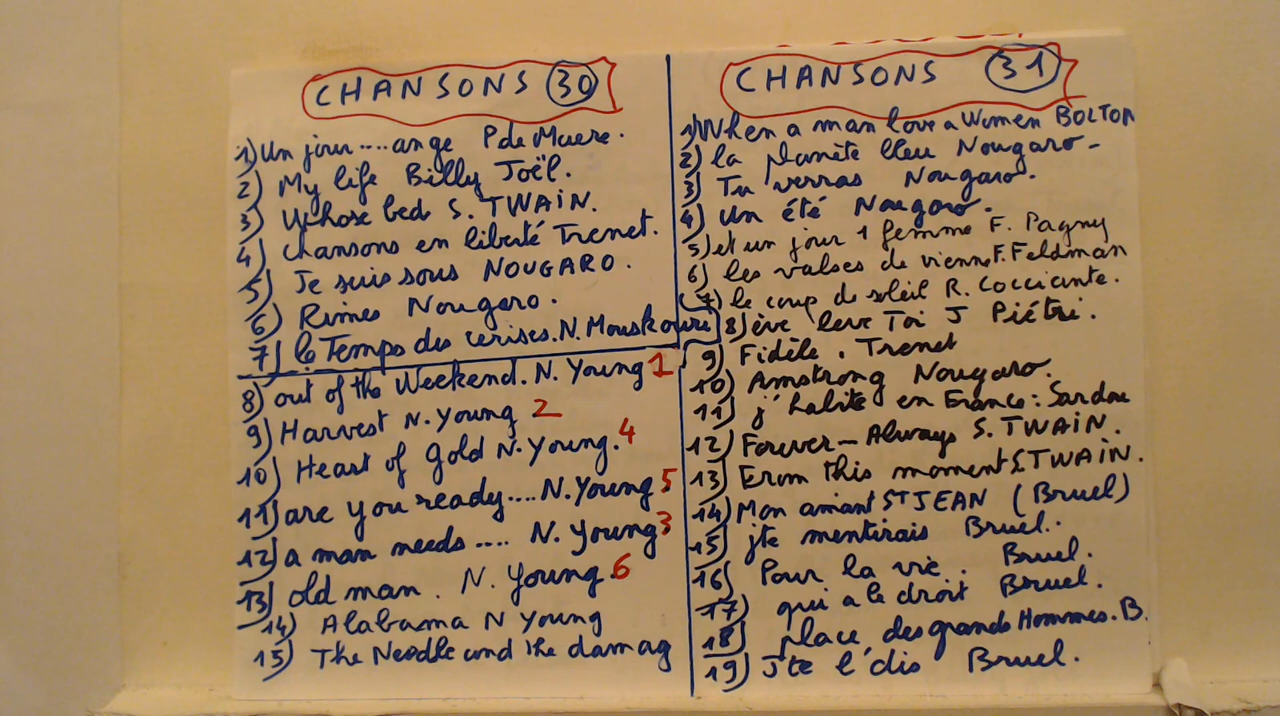 CHANSONS 30
1) Un jour .... ange P de Maere.
2) My life Billy Joël.
3) Whose bed S. TWAIN.
4) Chansons en liberté Trenet.
5) Je suis sous NOUGARO.
6) Rimes Nougaro.
7) le Temps des cerises. N. Mouskouri
8) out of the Weekend. N. Young 1
9) Harvest N. Young 2
10) Heart of gold N. Young. 4
11) are you ready.... N. Young 5
12) a man needs .... N. Young 3
13) old man. N. Young. 6
14) Alabama N Young
15) The Needle and the damag
CHANSONS 31
1) When a man love a Women BOLTON
2) la planète bleu Nougaro -
3) Tu verras Nougaro.
4) Un été Nougaro.
5) et un jour 1 femme F. Pagny
6) les valses de vienne F. Feldman
7) le coup de soleil R. Cocciante.
8) ève lève Toi J Piétri.
9) Fidèle. Trenet
10) Amstrong Nougaro.
11) j'habite en France: Sardou
12) Forever - Always S. TWAIN.
13) From this moment S. TWAIN.
14) Mon amant ST JEAN (Bruel)
15) jte mentirais Bruel..
16) Pour la vie. Bruel.
17) qui a le droit Bruel.
18) place des grands Hommes. B.
19) Jte l'dis Bruel.